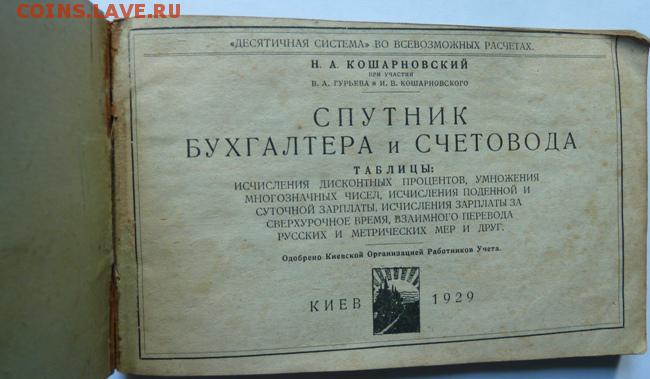 COINS.LAVE.RU
«ДЕСЯТИЧНАЯ СИСТЕМА» ВО ВСЕВОЗМОЖНЫХ РАСЧЕТАХ.
Н. А. КОШАРНОВСКИЙ
ПРИ УЧАСТИИ
В. А. ГУРЬЕВА и И. В. КОШАРНОВСКОГО
СПУТНИК
БУХГАЛТЕРА и СЧЕТОВОДА
ТАБЛИЦЫ:
ИСЧИСЛЕНИЯ ДИСКОНТНЫХ ПРОЦЕНТОВ, УМНОЖЕНИЯ
МНОГОЗНАЧНЫХ ЧИСЕЛ, ИСЧИСЛЕНИЯ ПОДЕННОЙ И
СУТОЧНОЙ ЗАРПЛАТЫ, ИСЧИСЛЕНИЯ ЗАРПЛАТЫ ЗА
СВЕРХУРОЧНОЕ ВРЕМЯ, ВЗАИМНОГО ПЕРЕВОДА
РУССКИХ И МЕТРИЧЕСКИХ МЕР И ДРУГ.
Одобрено Киевской Организацией Работников Учета.
КИЕВ 1929